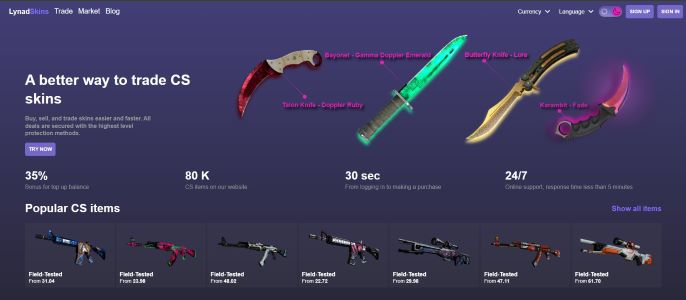 LynadSkins Trade Market Blog Currency Language SIGN UP SIGN IN
Bayonet - Gamma Doppler Emerald
Butterfly Knife - Lore
Talon Knife - Doppler Ruby
Karambit - Fade
A better way to trade CS
skins
Buy, sell, and trade skins easier and faster. All
deals are secured with the highest level
protection methods.
TRY NOW
35% 80 K 30 sec 24/7
Bonus for top up balance CS items on our website From logging in to making a purchase Online support, response time less than 5 minutes
Popular CS items Show all items
Field-Tested Field-Tested Field-Tested Field-Tested Field-Tested Field-Tested Field-Tested
From 31.04 From 23.98 From 48.02 From 22.72 From 29.98 From 47.11 From 61.70